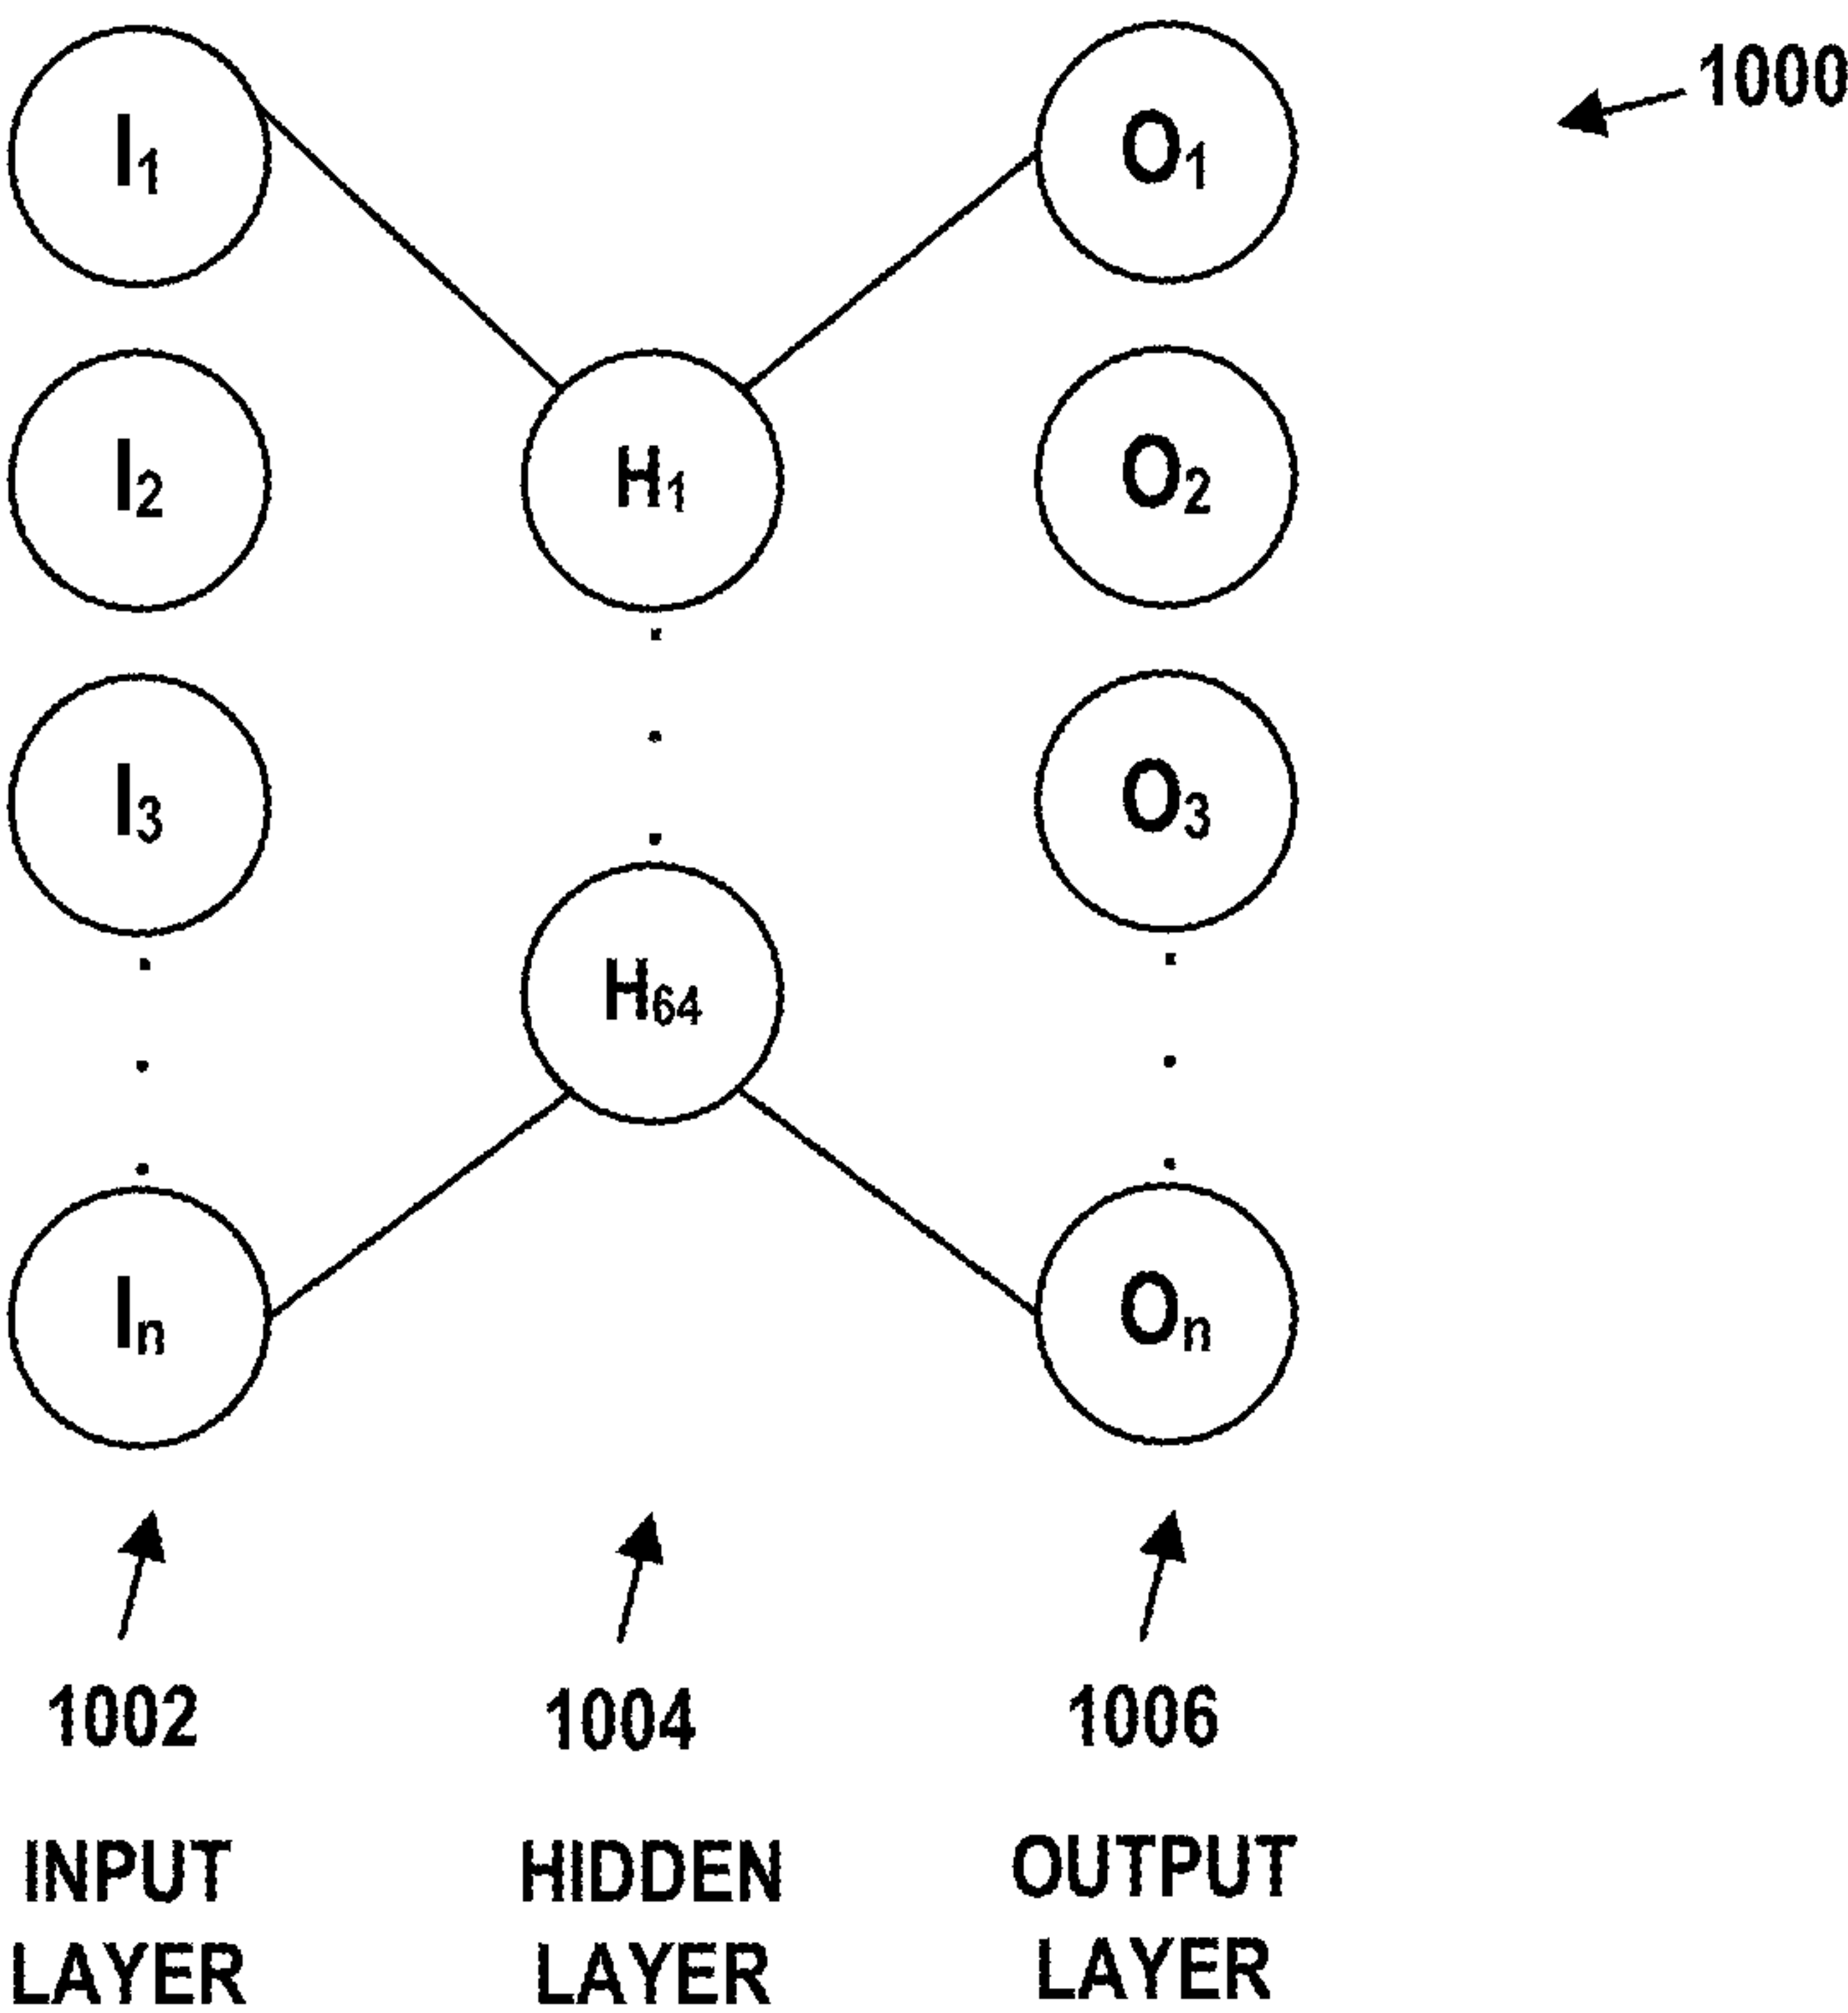 1000
I1
O1
I2
H1
O2
I3
O3
H64
In
On
1002
1004
1006
INPUT LAYER
HIDDEN LAYER
OUTPUT LAYER